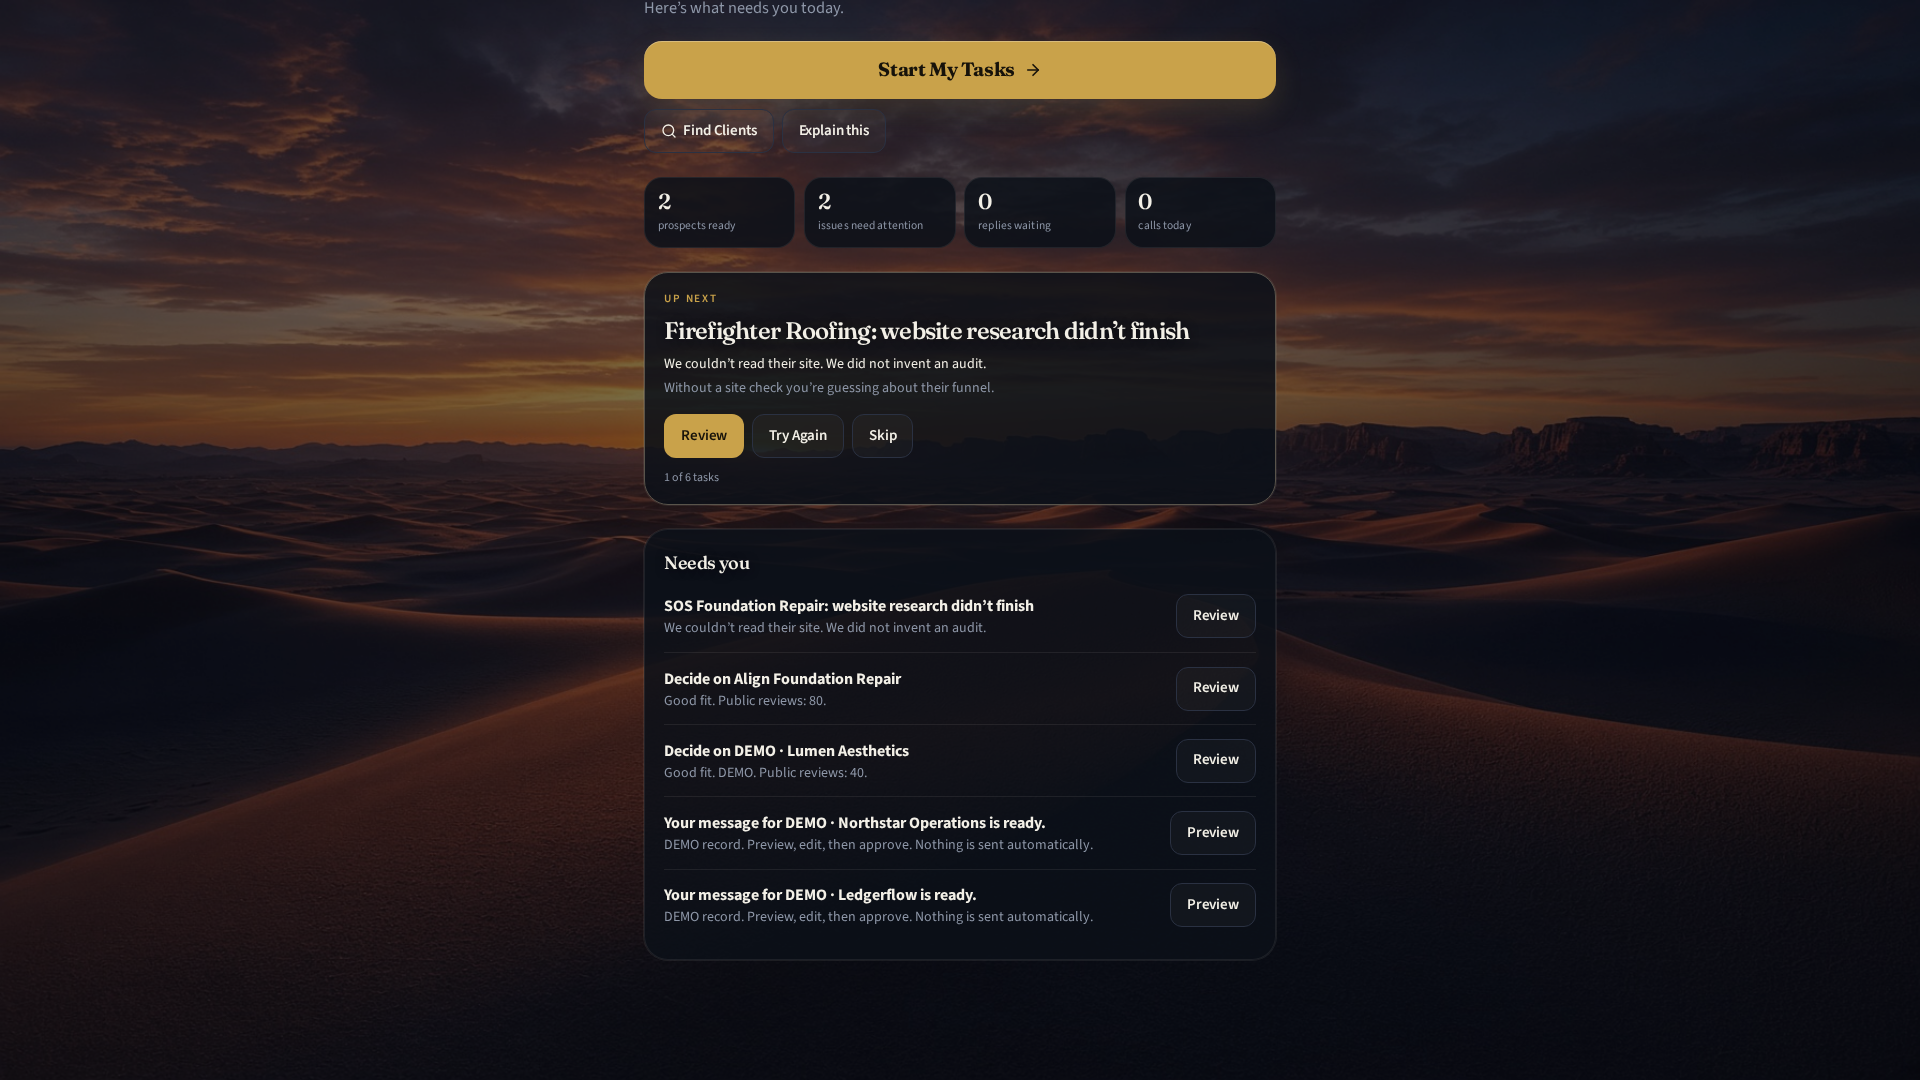 Here’s what needs you today.
Start My Tasks
Find Clients
Explain this
2
prospects ready
2
issues need attention
0
replies waiting
0
calls today
UP NEXT
Firefighter Roofing: website research didn’t finish
We couldn’t read their site. We did not invent an audit.
Without a site check you’re guessing about their funnel.
Review
Try Again
Skip
1 of 6 tasks
Needs you
SOS Foundation Repair: website research didn’t finish
We couldn’t read their site. We did not invent an audit.
Review
Decide on Align Foundation Repair
Good fit. Public reviews: 80.
Review
Decide on DEMO · Lumen Aesthetics
Good fit. DEMO. Public reviews: 40.
Review
Your message for DEMO · Northstar Operations is ready.
DEMO record. Preview, edit, then approve. Nothing is sent automatically.
Preview
Your message for DEMO · Ledgerflow is ready.
DEMO record. Preview, edit, then approve. Nothing is sent automatically.
Preview